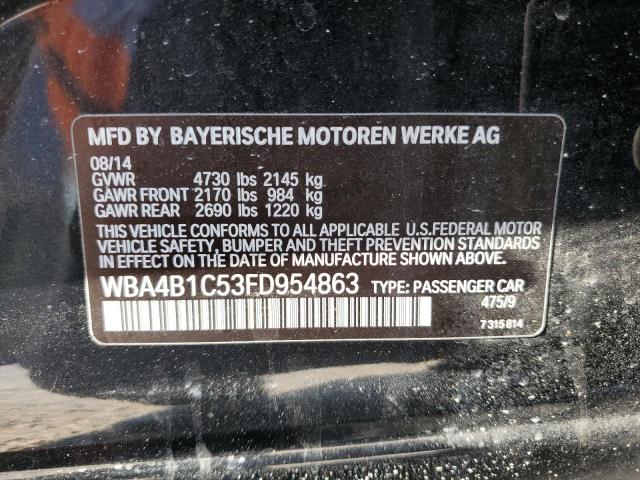 MFD BY BAYERISCHE MOTOREN WERKE AG
08/14
GVWR 4730 lbs 2145 kg
GAWR FRONT 2170 lbs 984 kg
GAWR REAR 2690 lbs 1220 kg
THIS VEHICLE CONFORMS TO ALL APPLICABLE U.S.FEDERAL MOTOR
VEHICLE SAFETY, BUMPER AND THEFT PREVENTION STANDARDS
IN EFFECT ON THE DATE OF MANUFACTURE SHOWN ABOVE.
WBA4B1C53FD954863 TYPE: PASSENGER CAR
475/9
7315814